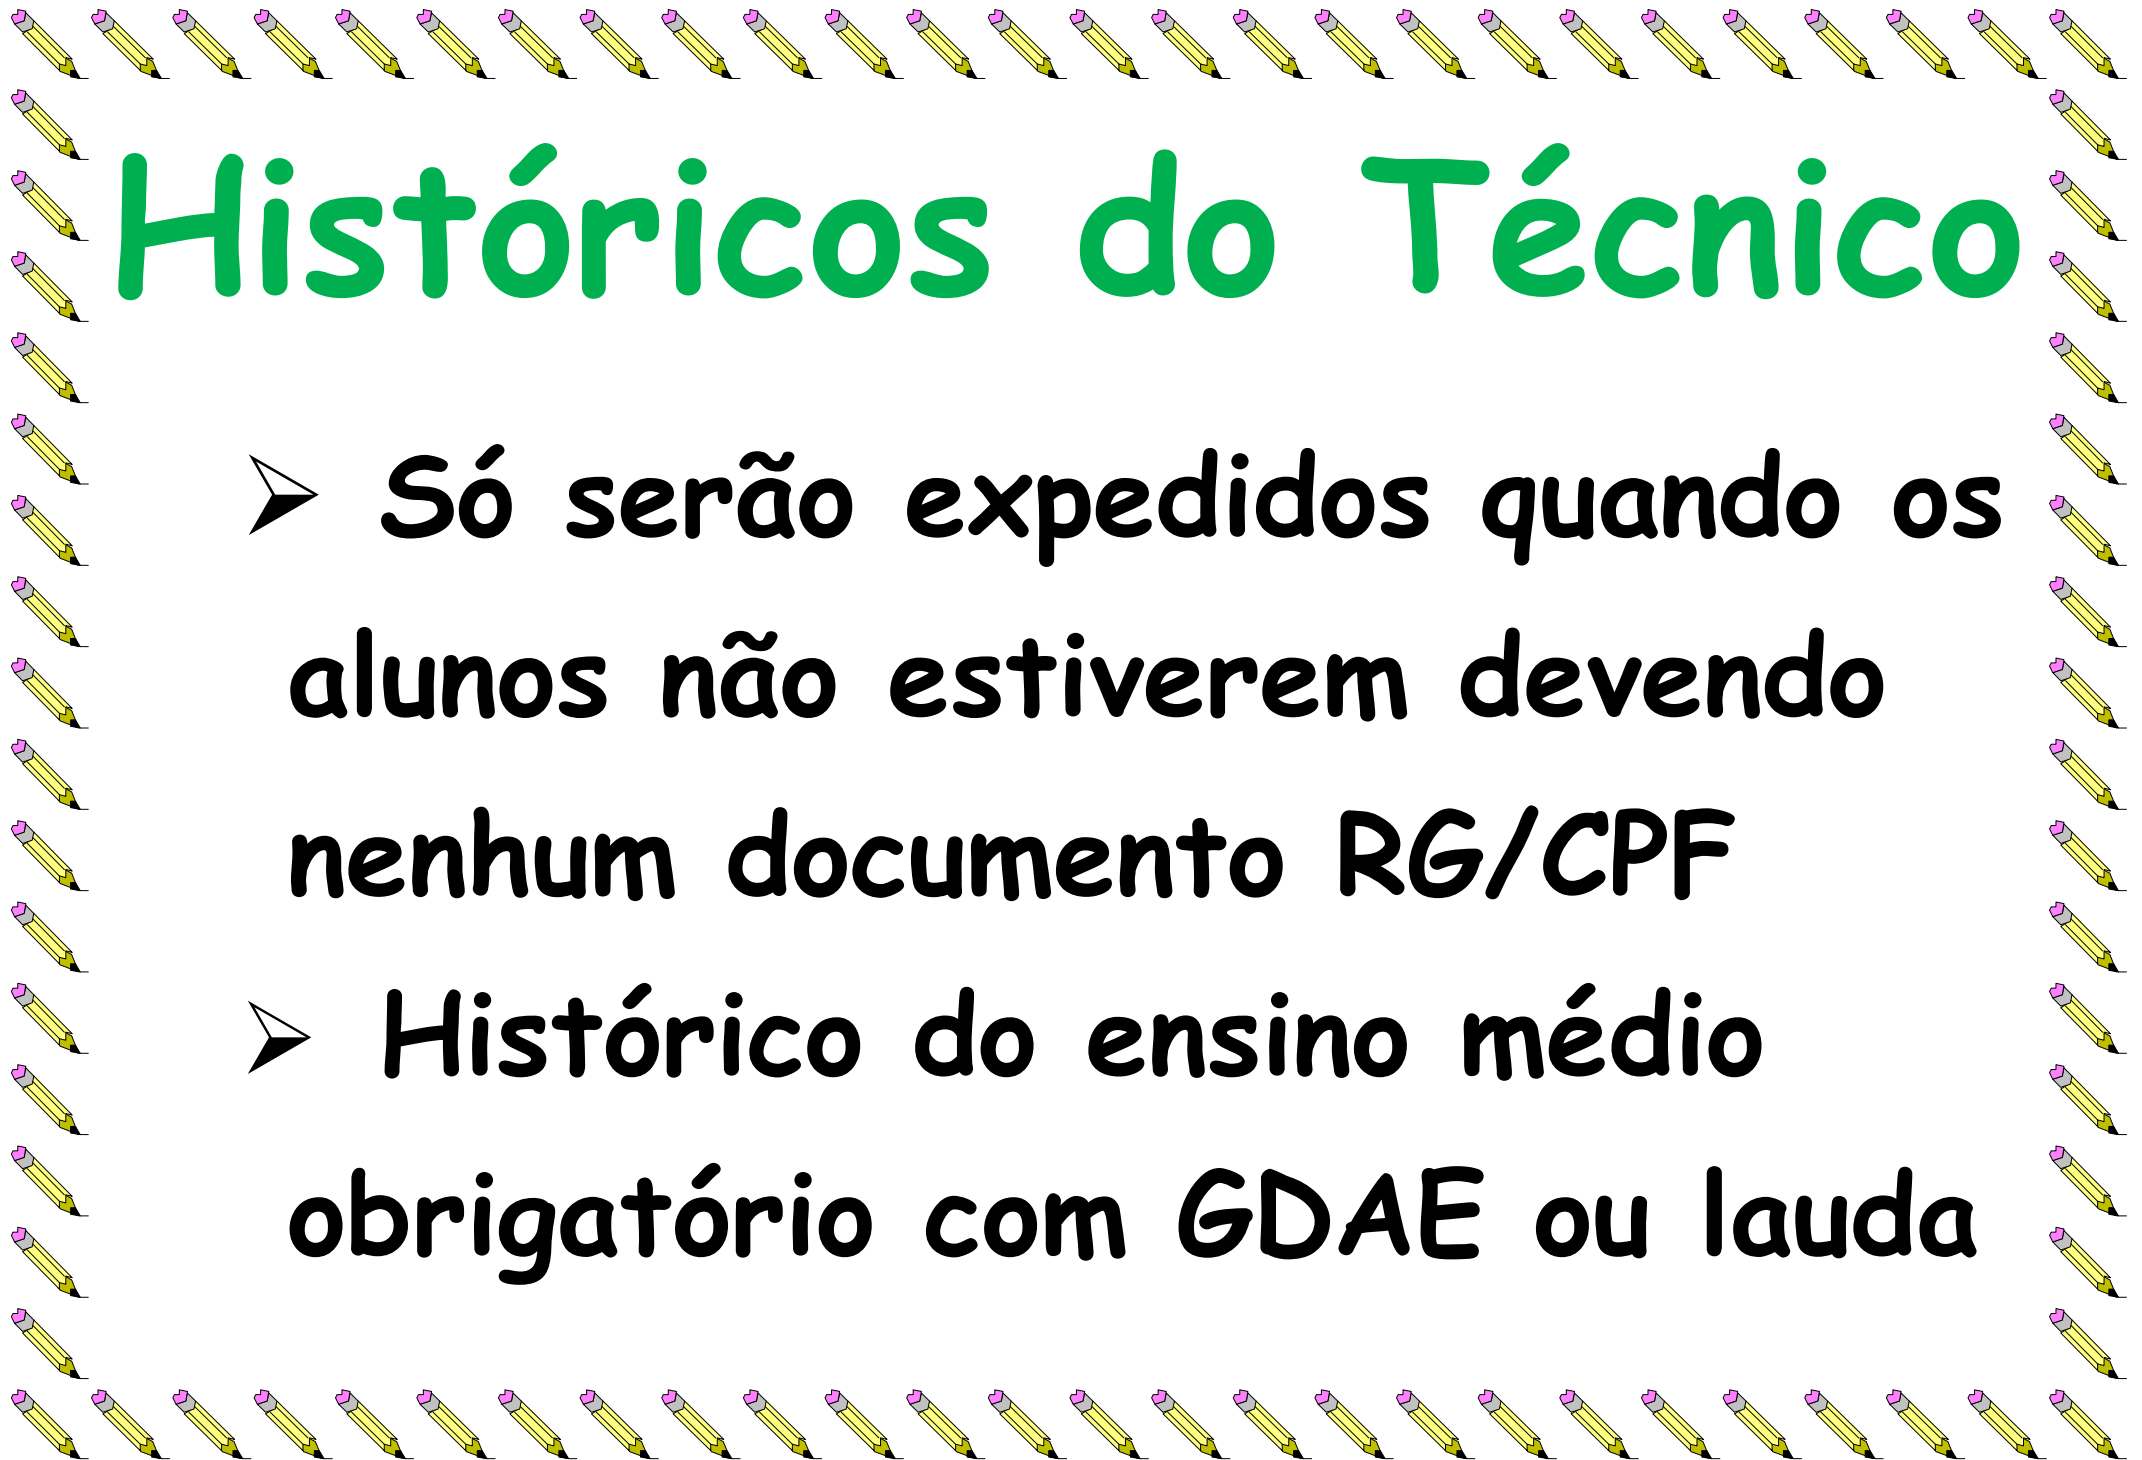 Históricos do Técnico
➢ Só serão expedidos quando os
alunos não estiverem devendo
nenhum documento RG/CPF
➢ Histórico do ensino médio
obrigatório com GDAE ou lauda